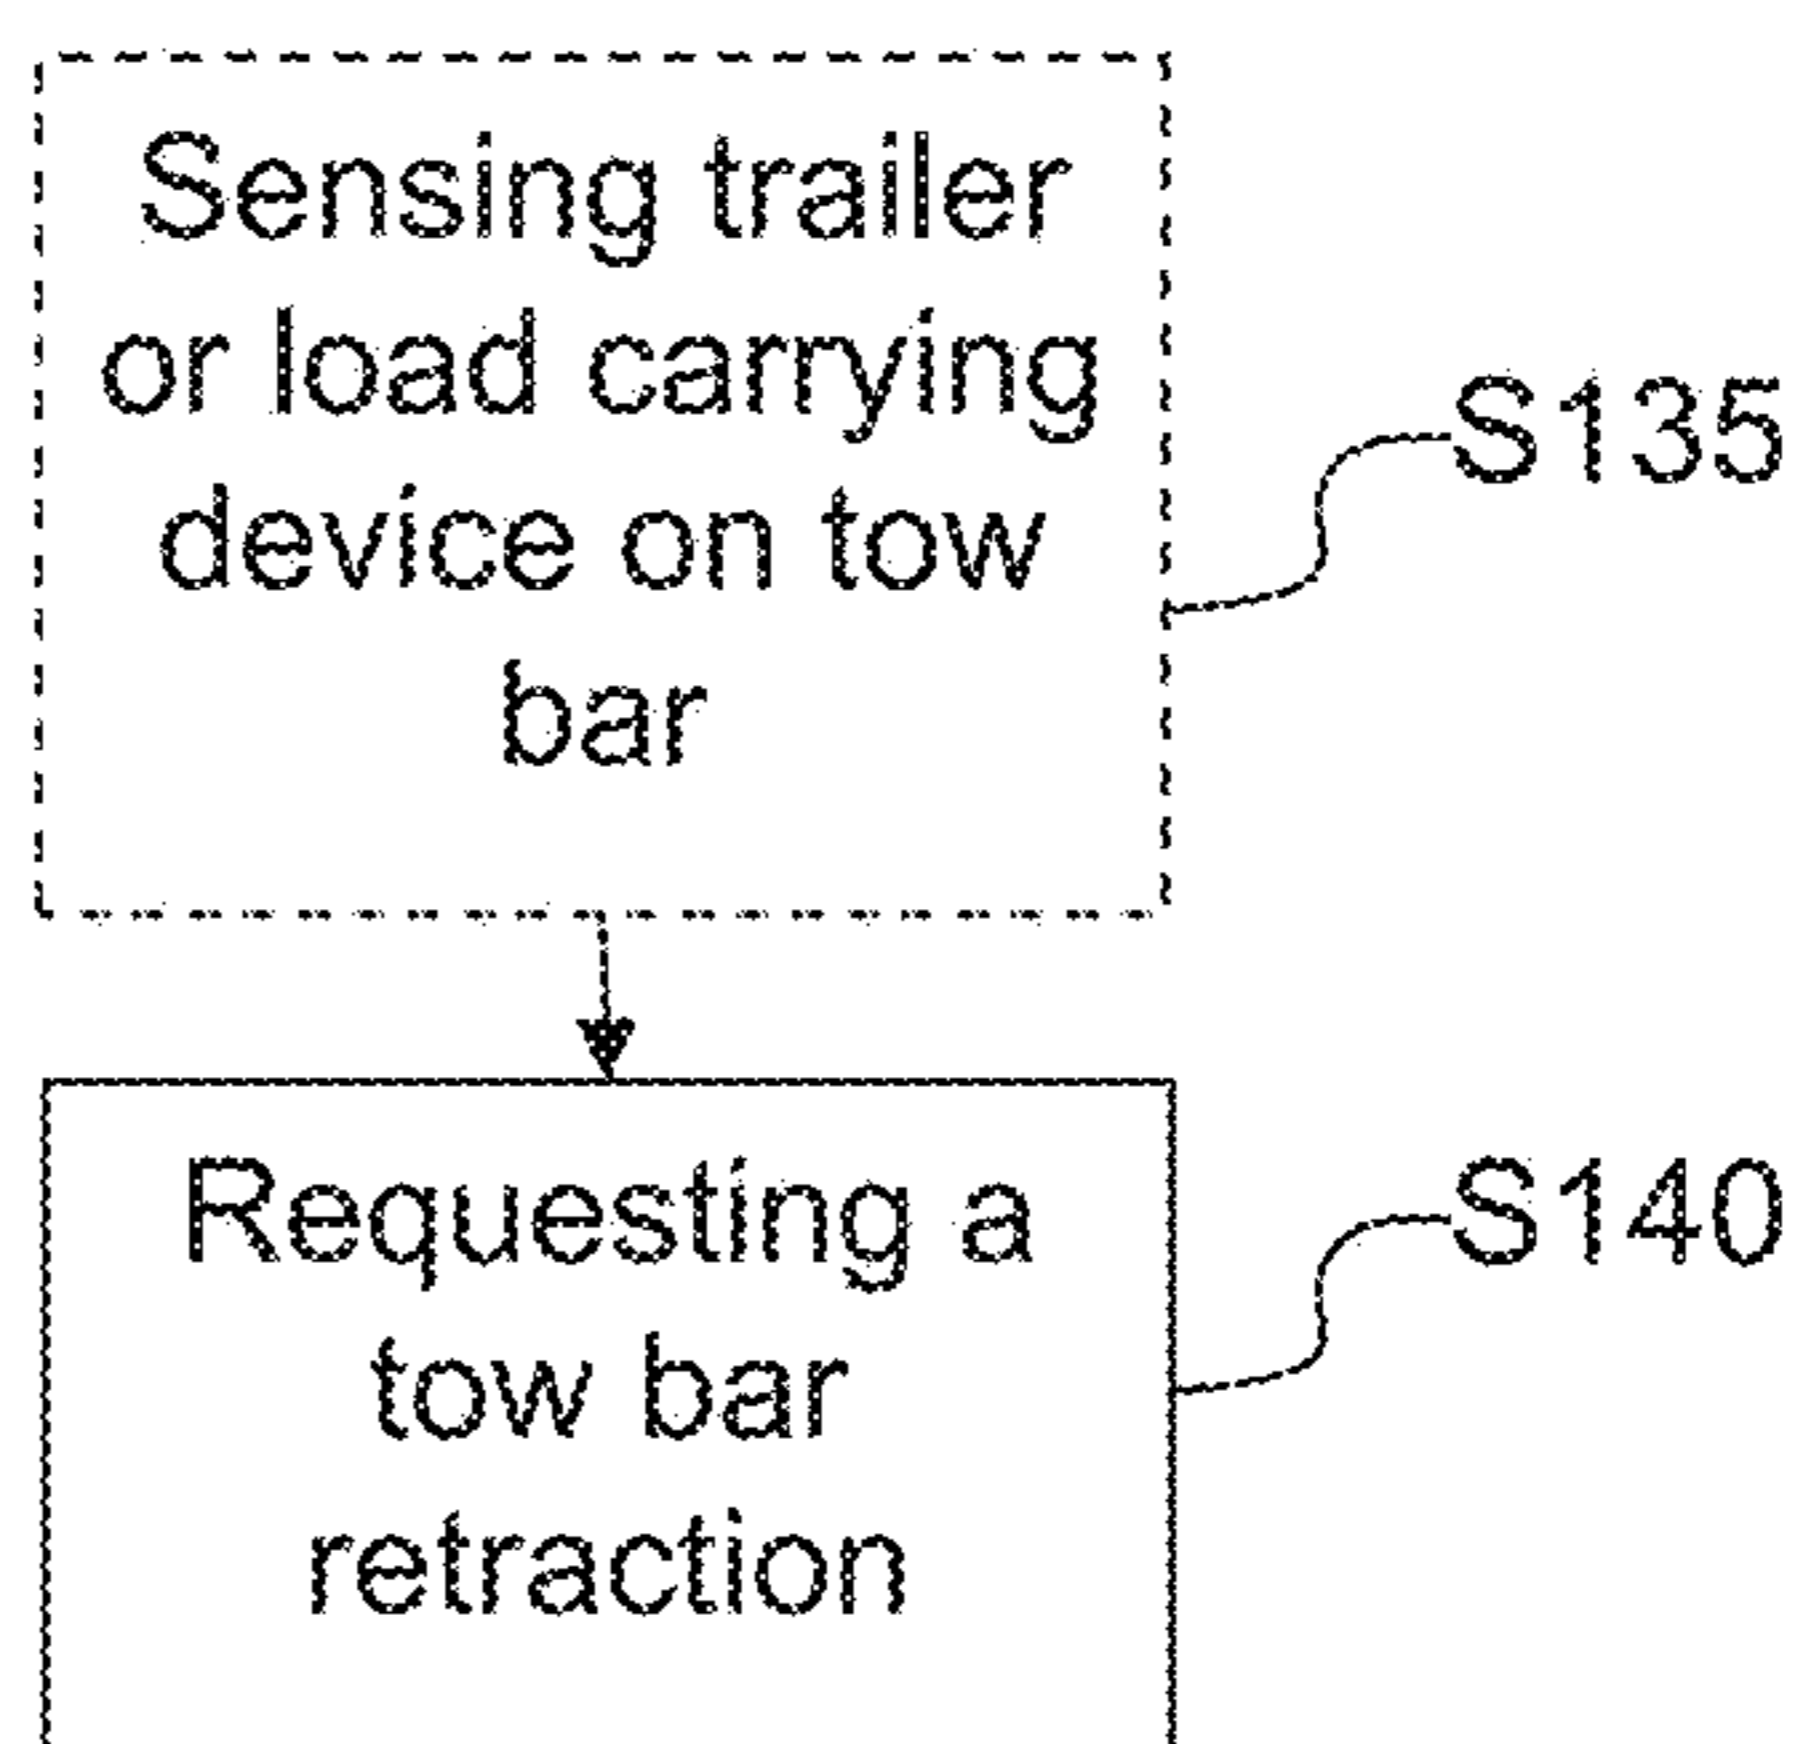 Sensing trailer
or load carrying
device on tow
bar
S135
Requesting a
tow bar
retraction
S140